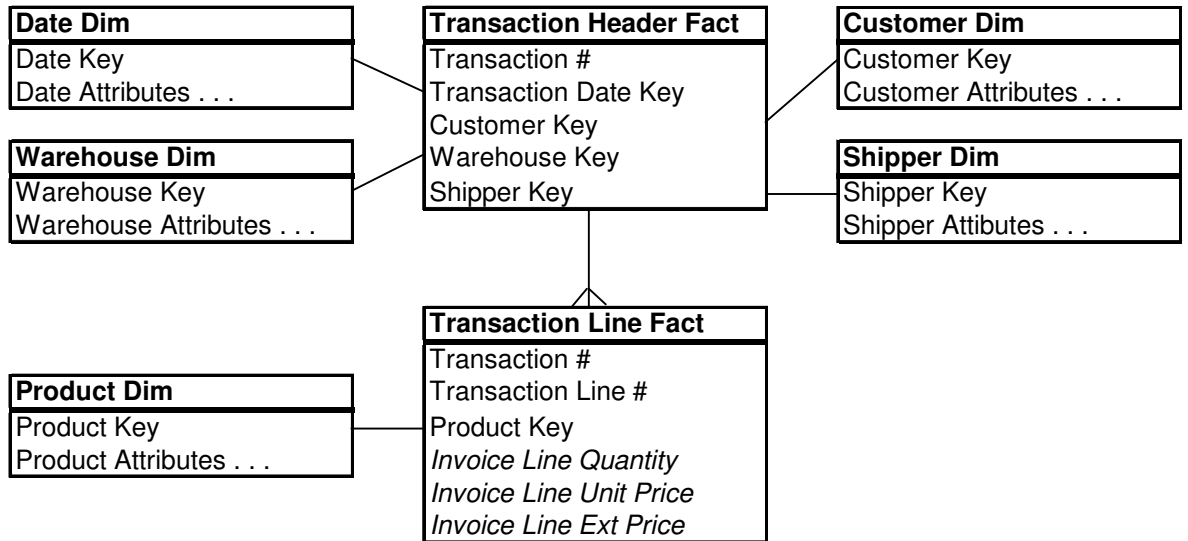 Date Dim
Date Key
Date Attributes . . .
Warehouse Dim
Warehouse Key
Warehouse Attributes . . .
Transaction Header Fact
Transaction #
Transaction Date Key
Customer Key
Warehouse Key
Shipper Key
Customer Dim
Customer Key
Customer Attributes . . .
Shipper Dim
Shipper Key
Shipper Attibutes . . .
Product Dim
Product Key
Product Attributes . . .
Transaction Line Fact
Transaction #
Transaction Line #
Product Key
Invoice Line Quantity
Invoice Line Unit Price
Invoice Line Ext Price